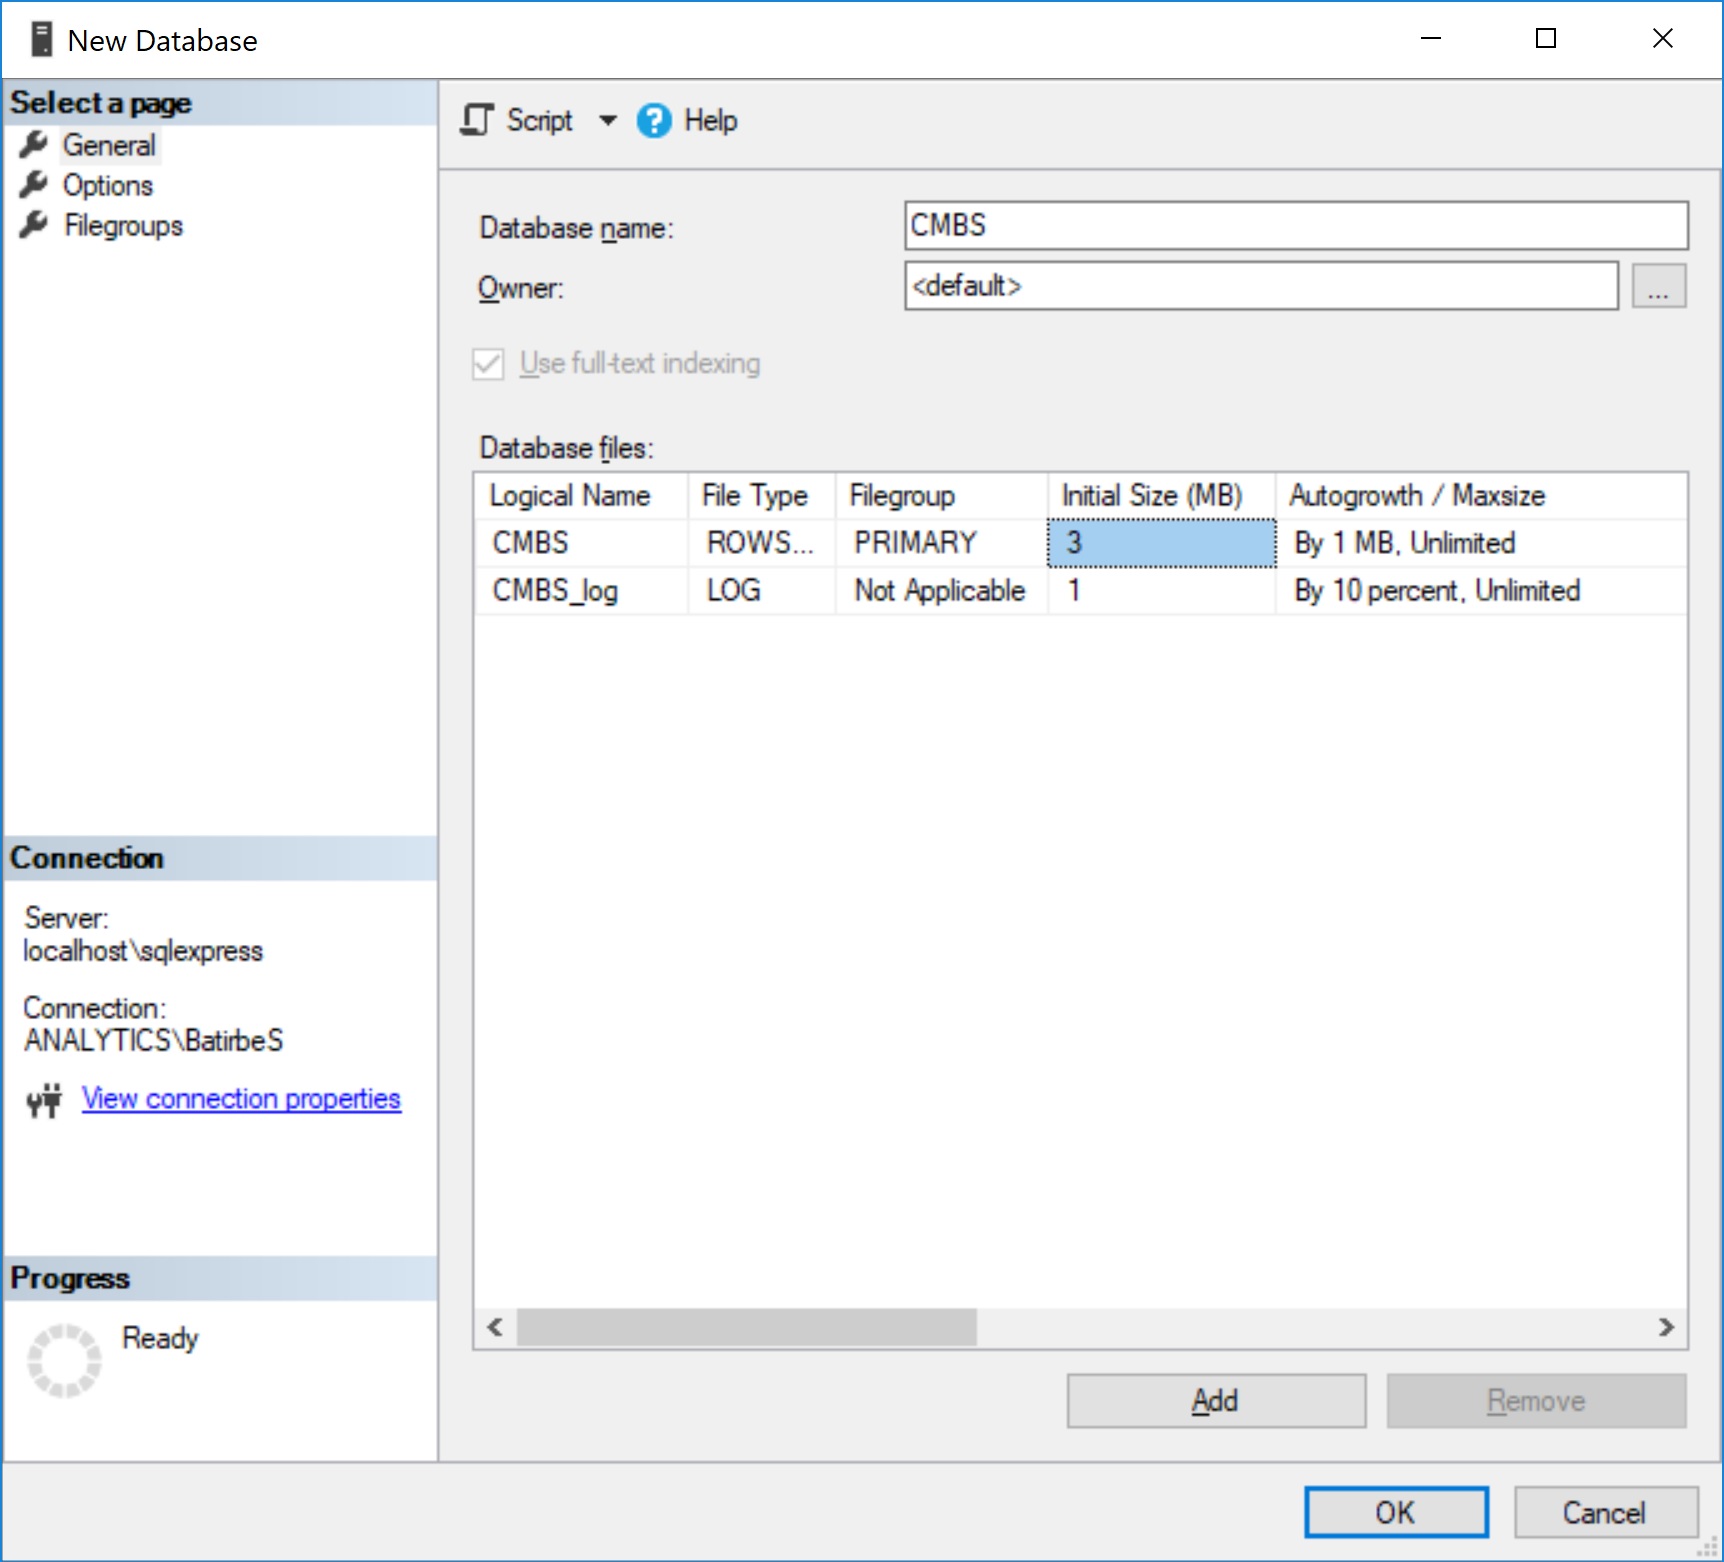 New Database
Select a page
General
Options
Filegroups
Script
Help
Database name:
CMBS
Owner:
<default>
...
Use full-text indexing
Database files:
Logical Name File Type Filegroup Initial Size (MB) Autogrowth / Maxsize
CMBS ROWS... PRIMARY 3 By 1 MB, Unlimited
CMBS_log LOG Not Applicable 1 By 10 percent, Unlimited
Connection
Server:
localhost\sqlexpress
Connection:
ANALYTICS\BatirbeS
View connection properties
Progress
Ready
Add
Remove
OK
Cancel